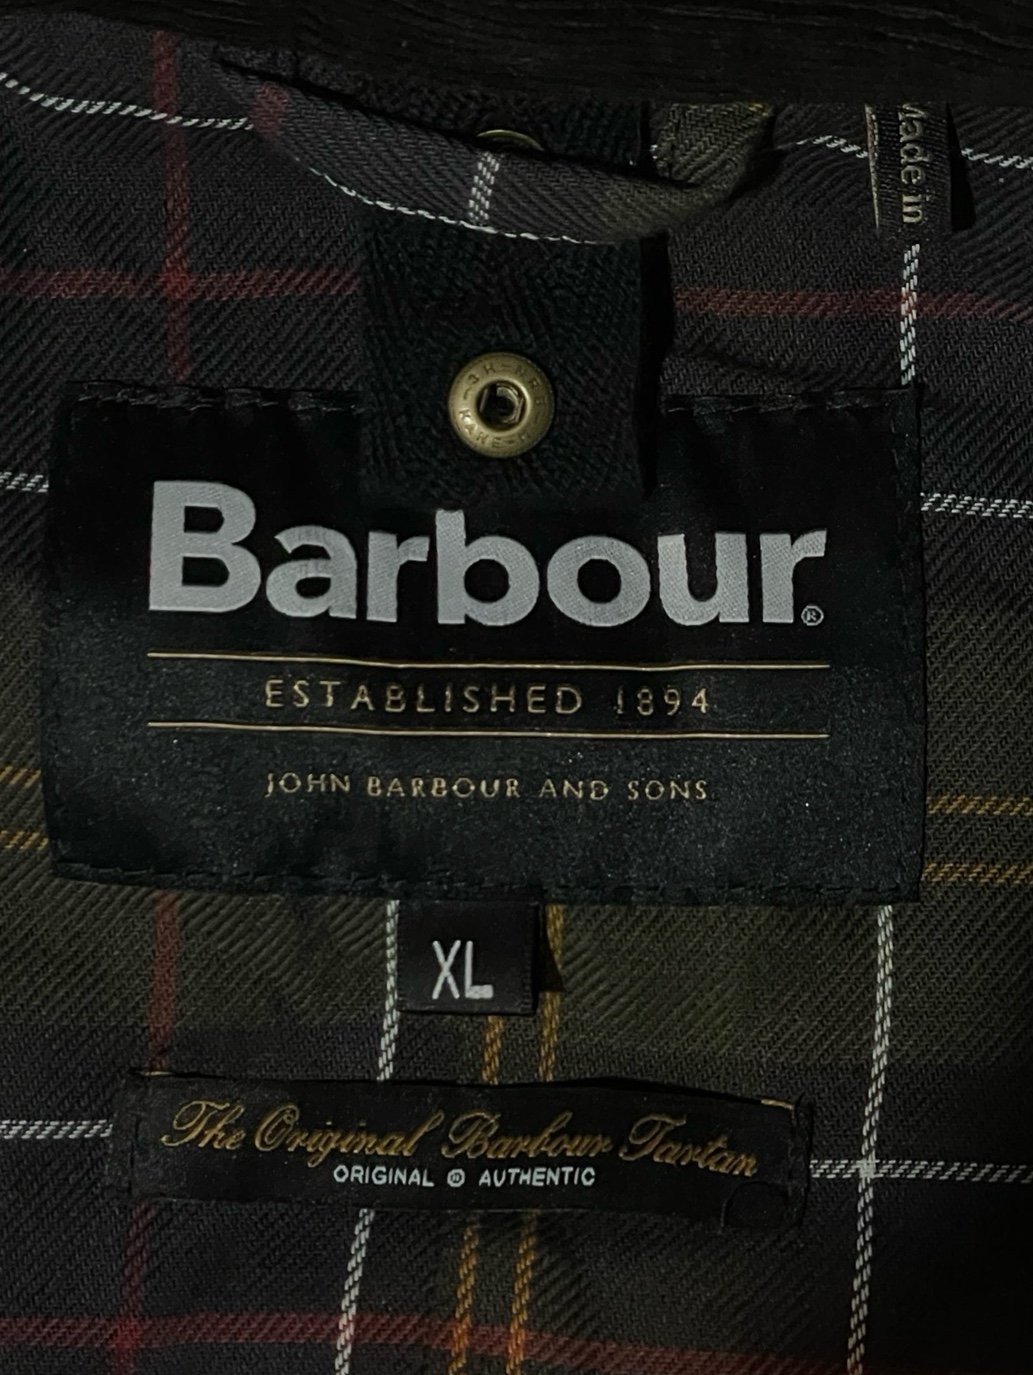 Made in
Barbour®
ESTABLISHED 1894
JOHN BARBOUR AND SONS
XL
The Original Barbour Tartan
ORIGINAL ® AUTHENTIC